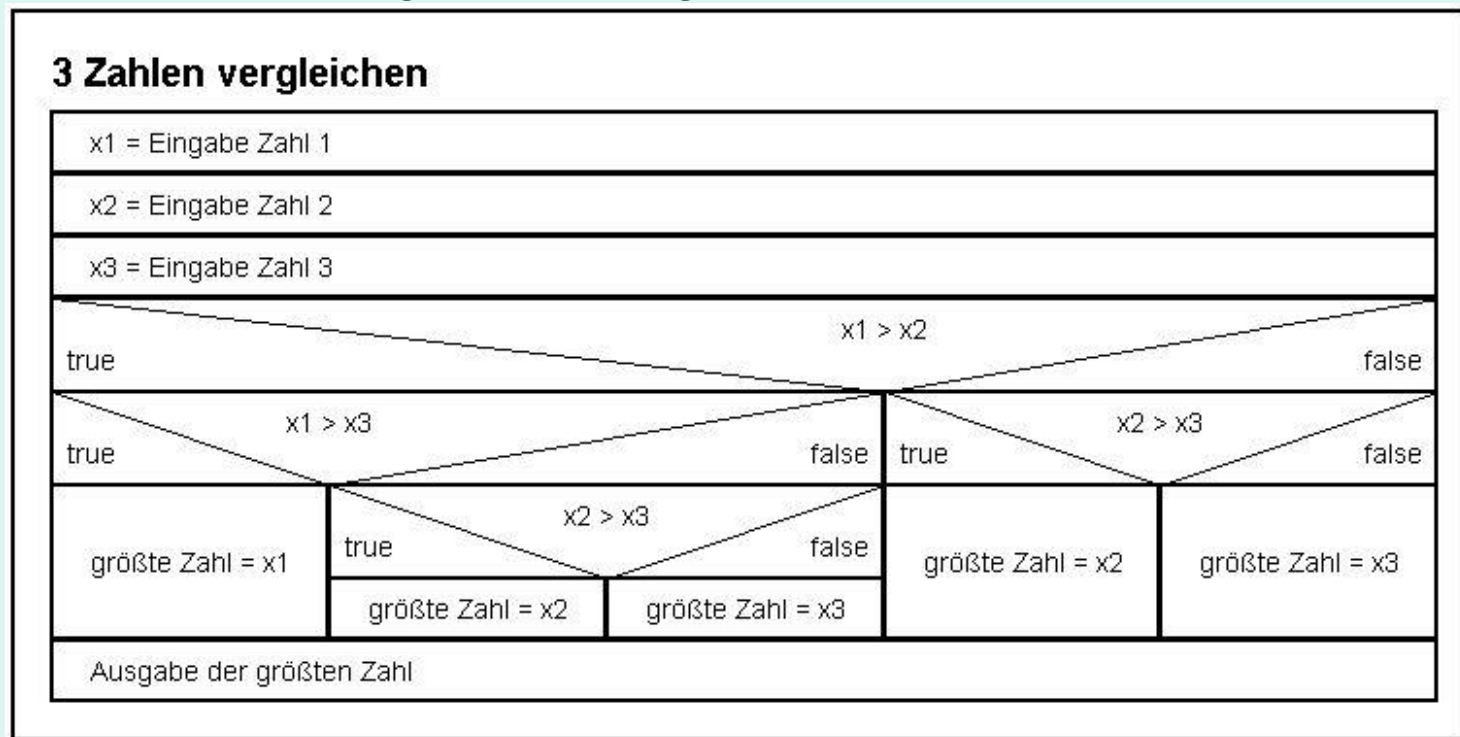 3 Zahlen vergleichen
x1 = Eingabe Zahl 1
x2 = Eingabe Zahl 2
x3 = Eingabe Zahl 3
x1 > x2
true
false
x1 > x3
true
false
x2 > x3
true
false
größte Zahl = x1
x2 > x3
true
false
größte Zahl = x2
größte Zahl = x3
größte Zahl = x2
größte Zahl = x3
Ausgabe der größten Zahl